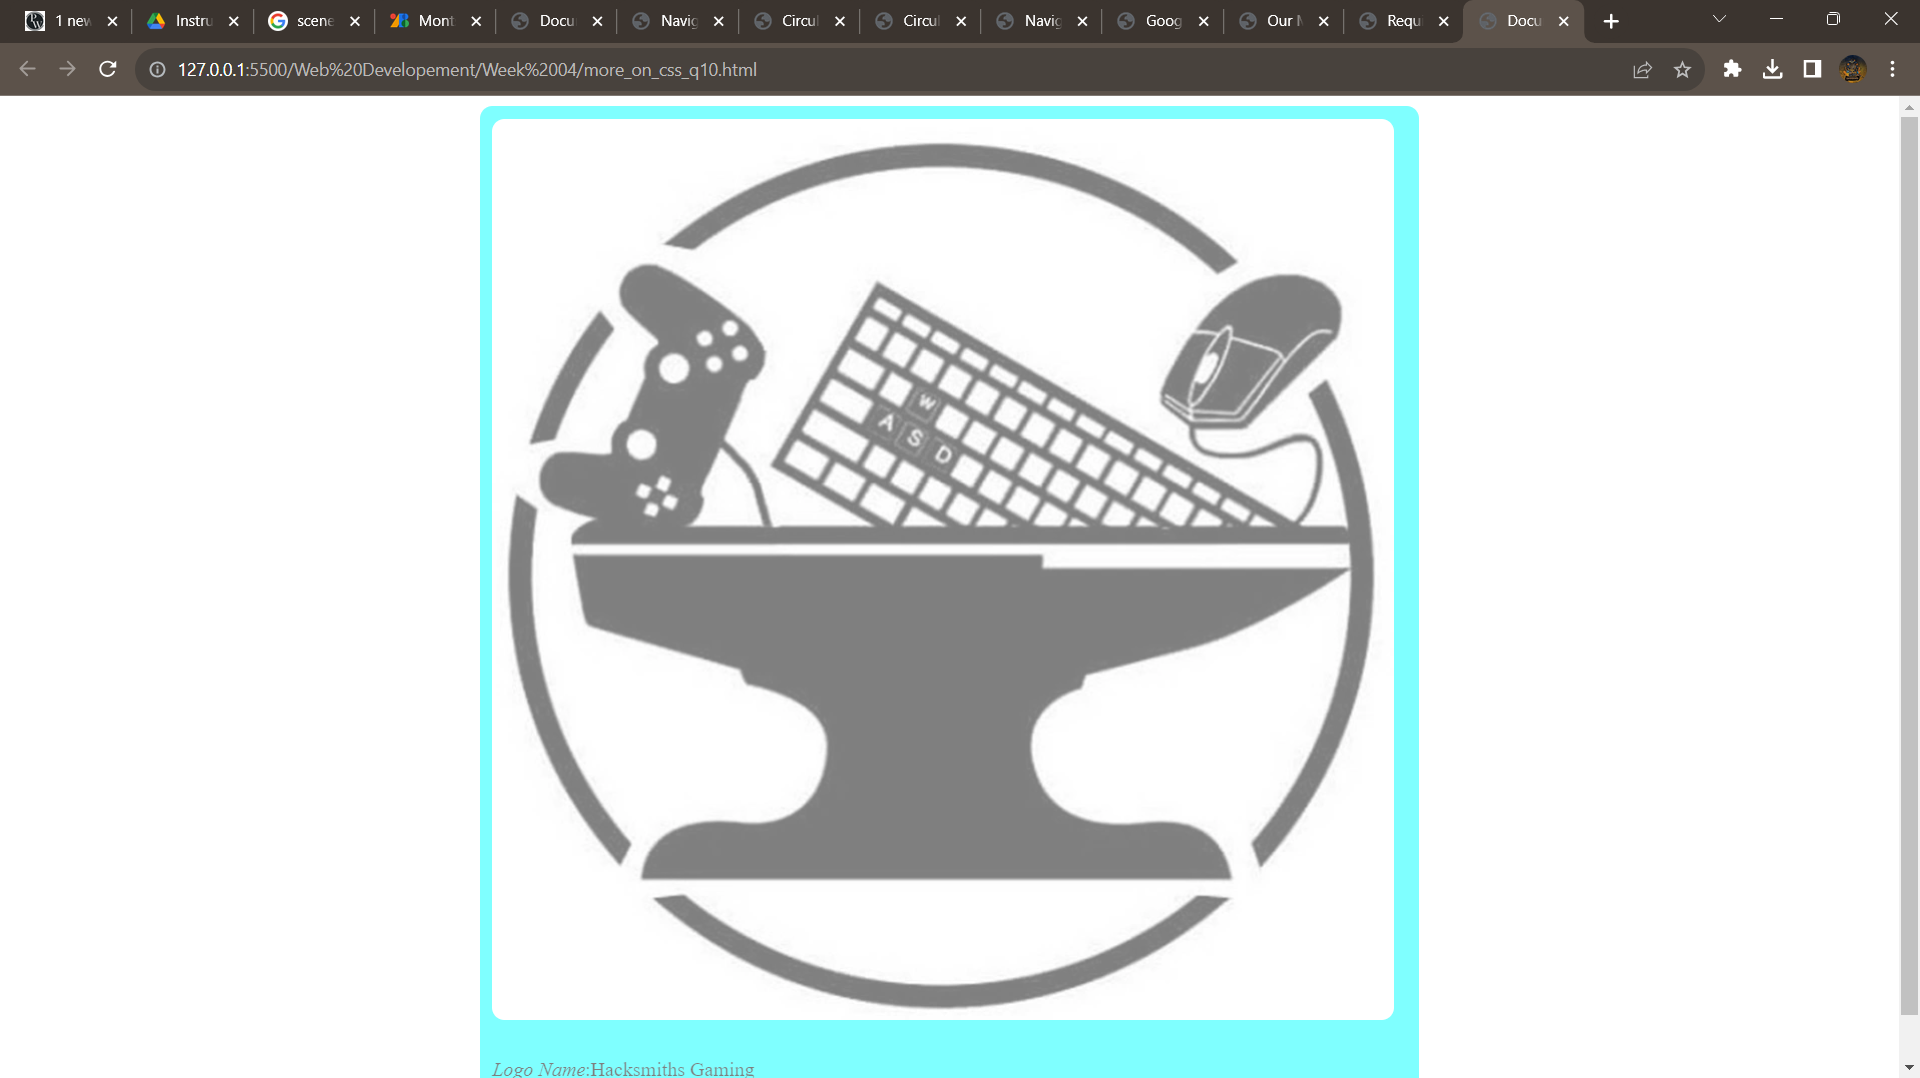 1 new
Instru
scene
Mont
Docu
Navig
Circul
Circul
Navig
Goog
Our M
Requi
Docu
127.0.0.1:5500/Web%20Developement/Week%2004/more_on_css_q10.html
W
A S D
Logo Name:Hacksmiths Gaming